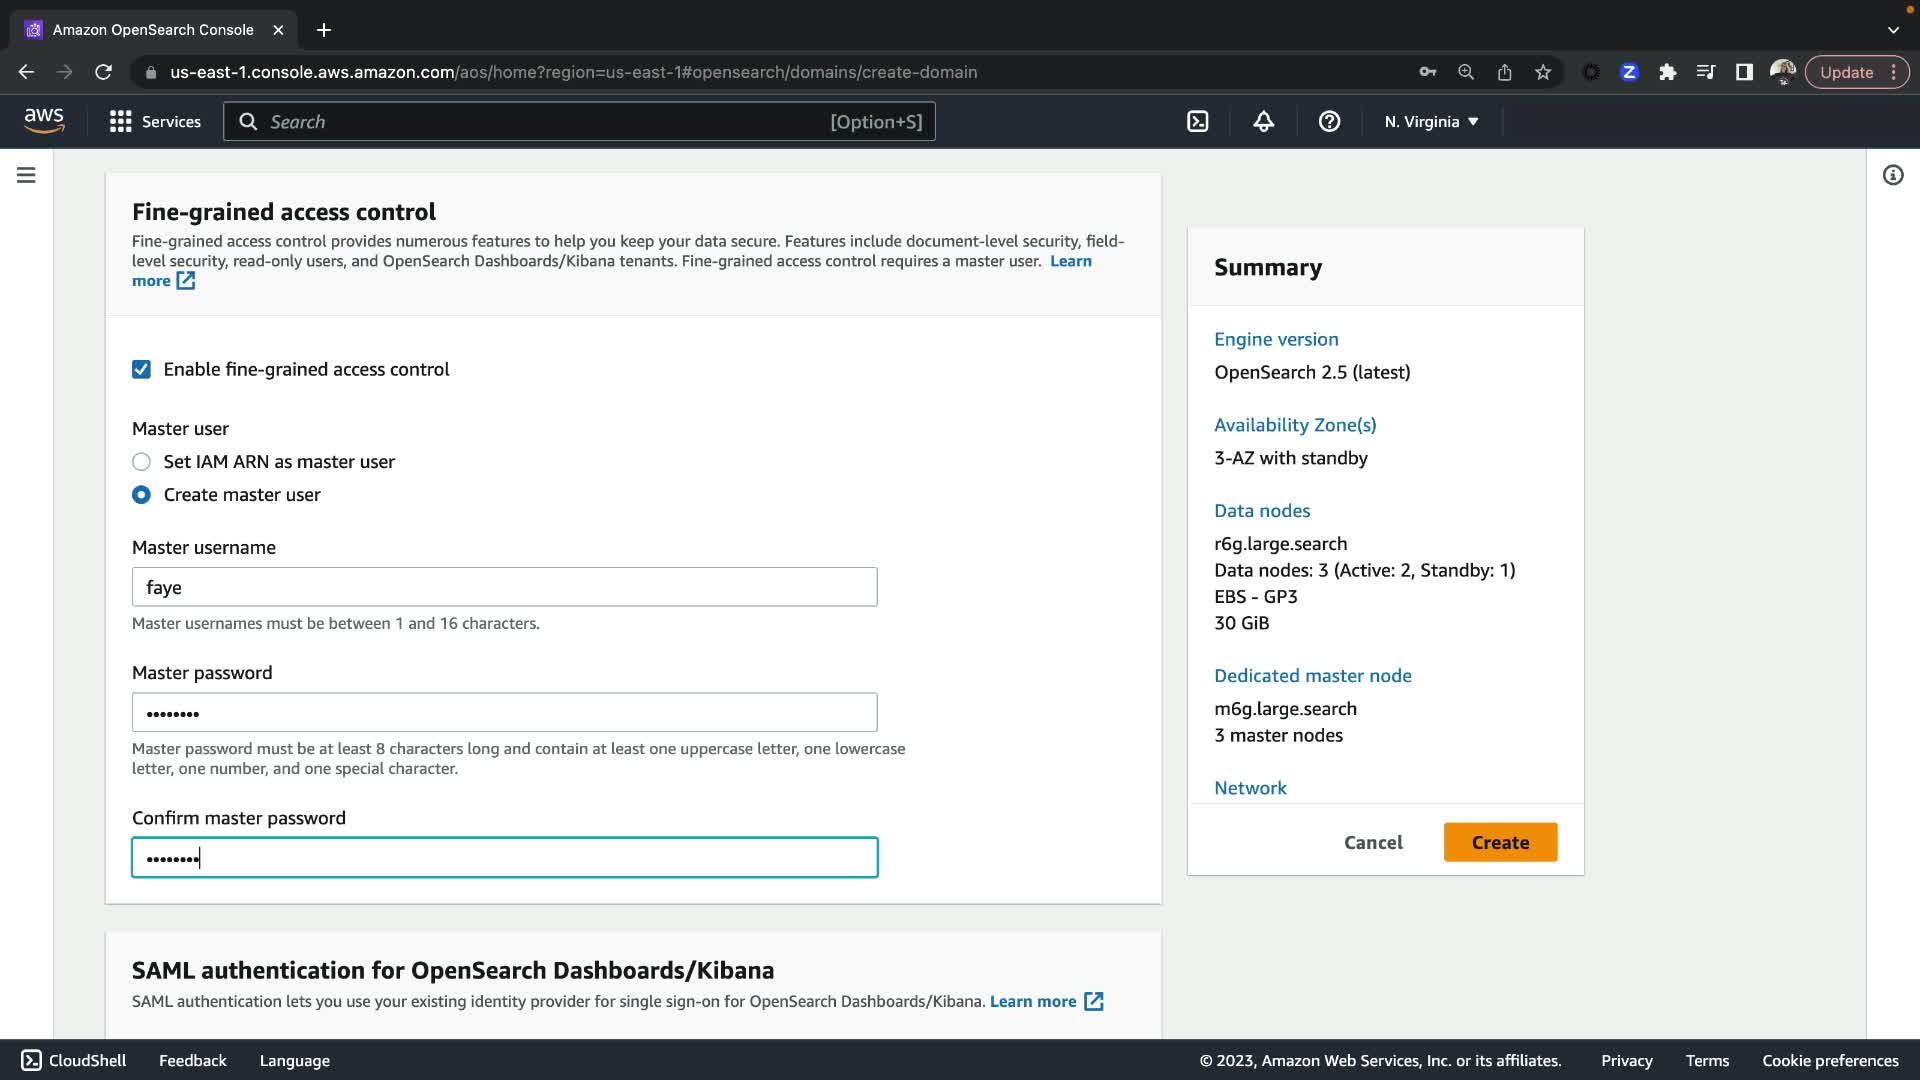 Amazon OpenSearch Console
us-east-1.console.aws.amazon.com/aos/home?region=us-east-1#opensearch/domains/create-domain
Z
Update
aws
Services
Search
[Option+S]
N. Virginia
Fine-grained access control
Fine-grained access control provides numerous features to help you keep your data secure. Features include document-level security, field-
level security, read-only users, and OpenSearch Dashboards/Kibana tenants. Fine-grained access control requires a master user. Learn
more
Enable fine-grained access control
Master user
Set IAM ARN as master user
Create master user
Master username
faye
Master usernames must be between 1 and 16 characters.
Master password
••••••••
Master password must be at least 8 characters long and contain at least one uppercase letter, one lowercase
letter, one number, and one special character.
Confirm master password
••••••••
SAML authentication for OpenSearch Dashboards/Kibana
SAML authentication lets you use your existing identity provider for single sign-on for OpenSearch Dashboards/Kibana. Learn more
Summary
Engine version
OpenSearch 2.5 (latest)
Availability Zone(s)
3-AZ with standby
Data nodes
r6g.large.search
Data nodes: 3 (Active: 2, Standby: 1)
EBS - GP3
30 GiB
Dedicated master node
m6g.large.search
3 master nodes
Network
Cancel
Create
CloudShell
Feedback
Language
© 2023, Amazon Web Services, Inc. or its affiliates.
Privacy
Terms
Cookie preferences